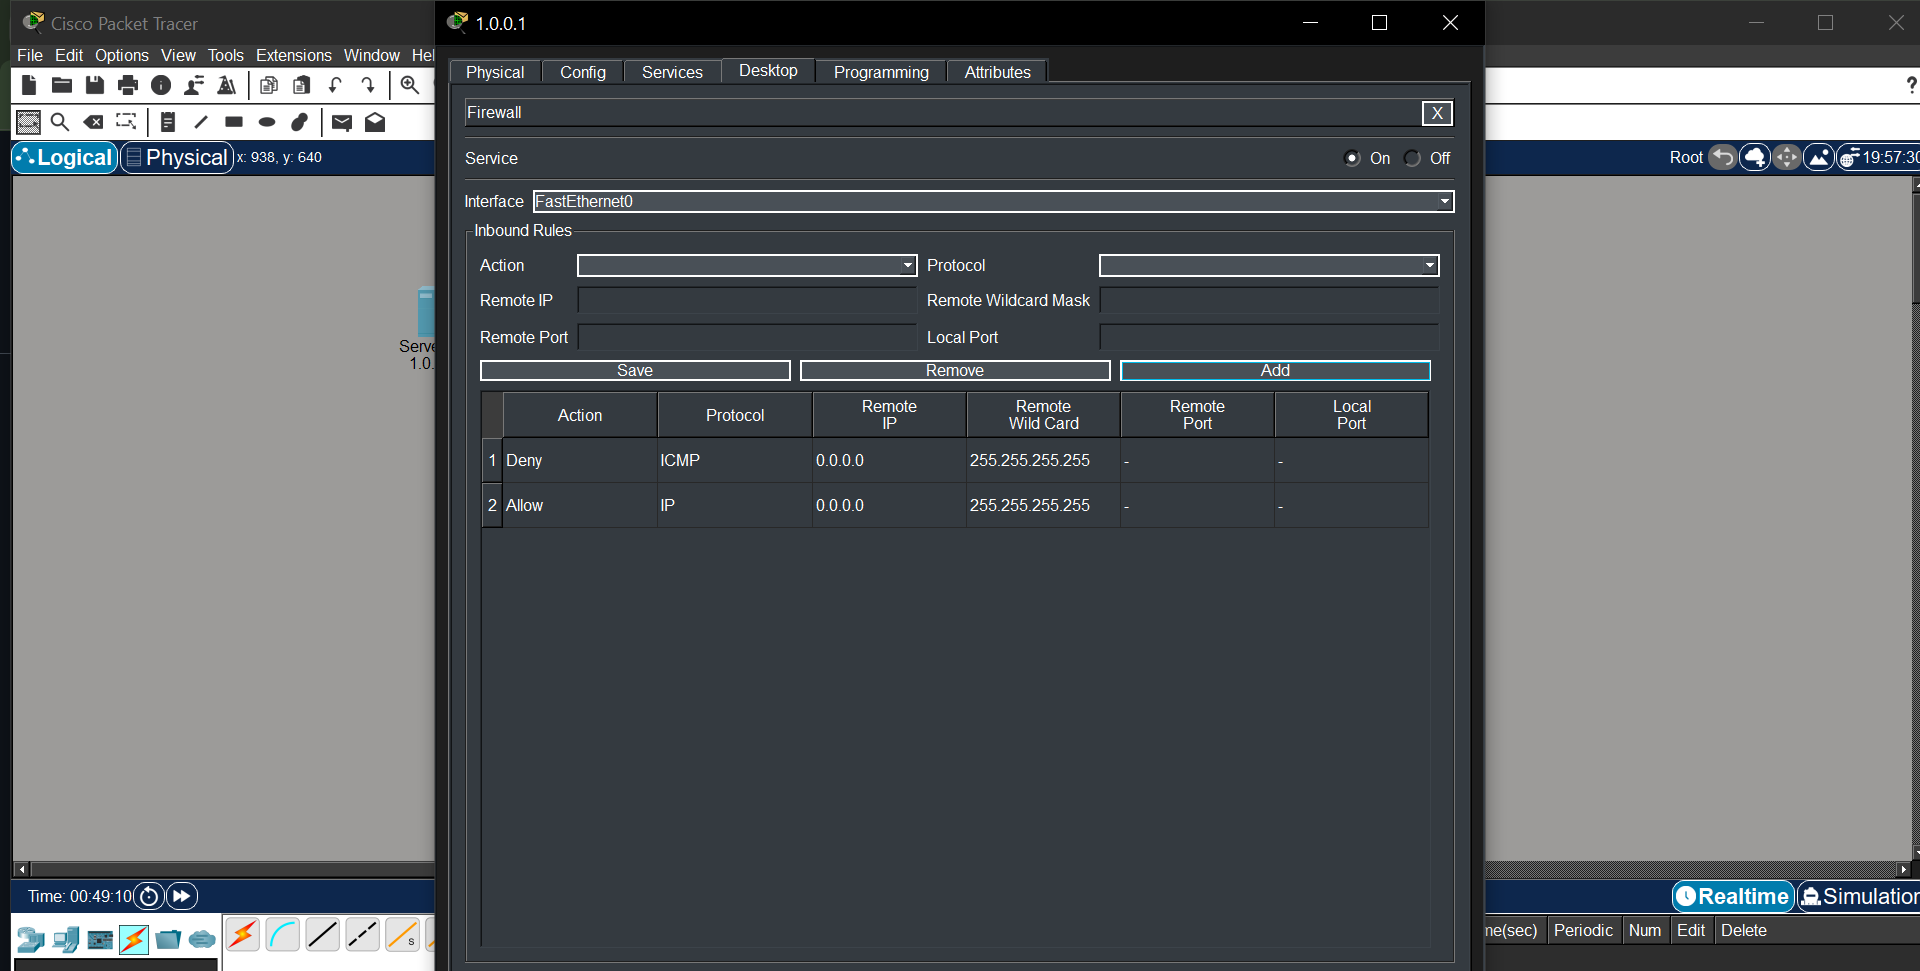 Cisco Packet Tracer
File Edit Options View Tools Extensions Window Hel
Logical Physical x: 938, y: 640
Serve
1.0.
Time: 00:49:10
1.0.0.1
Physical Config Services Desktop Programming Attributes
Firewall X
Service On Off
Interface FastEthernet0
Inbound Rules
Action Protocol
Remote IP Remote Wildcard Mask
Remote Port Local Port
Save Remove Add
Action Protocol Remote IP Remote Wild Card Remote Port Local Port
1 Deny ICMP 0.0.0.0 255.255.255.255 - -
2 Allow IP 0.0.0.0 255.255.255.255 - -
?
Root 19:57:30
Realtime Simulation
me(sec) Periodic Num Edit Delete
s